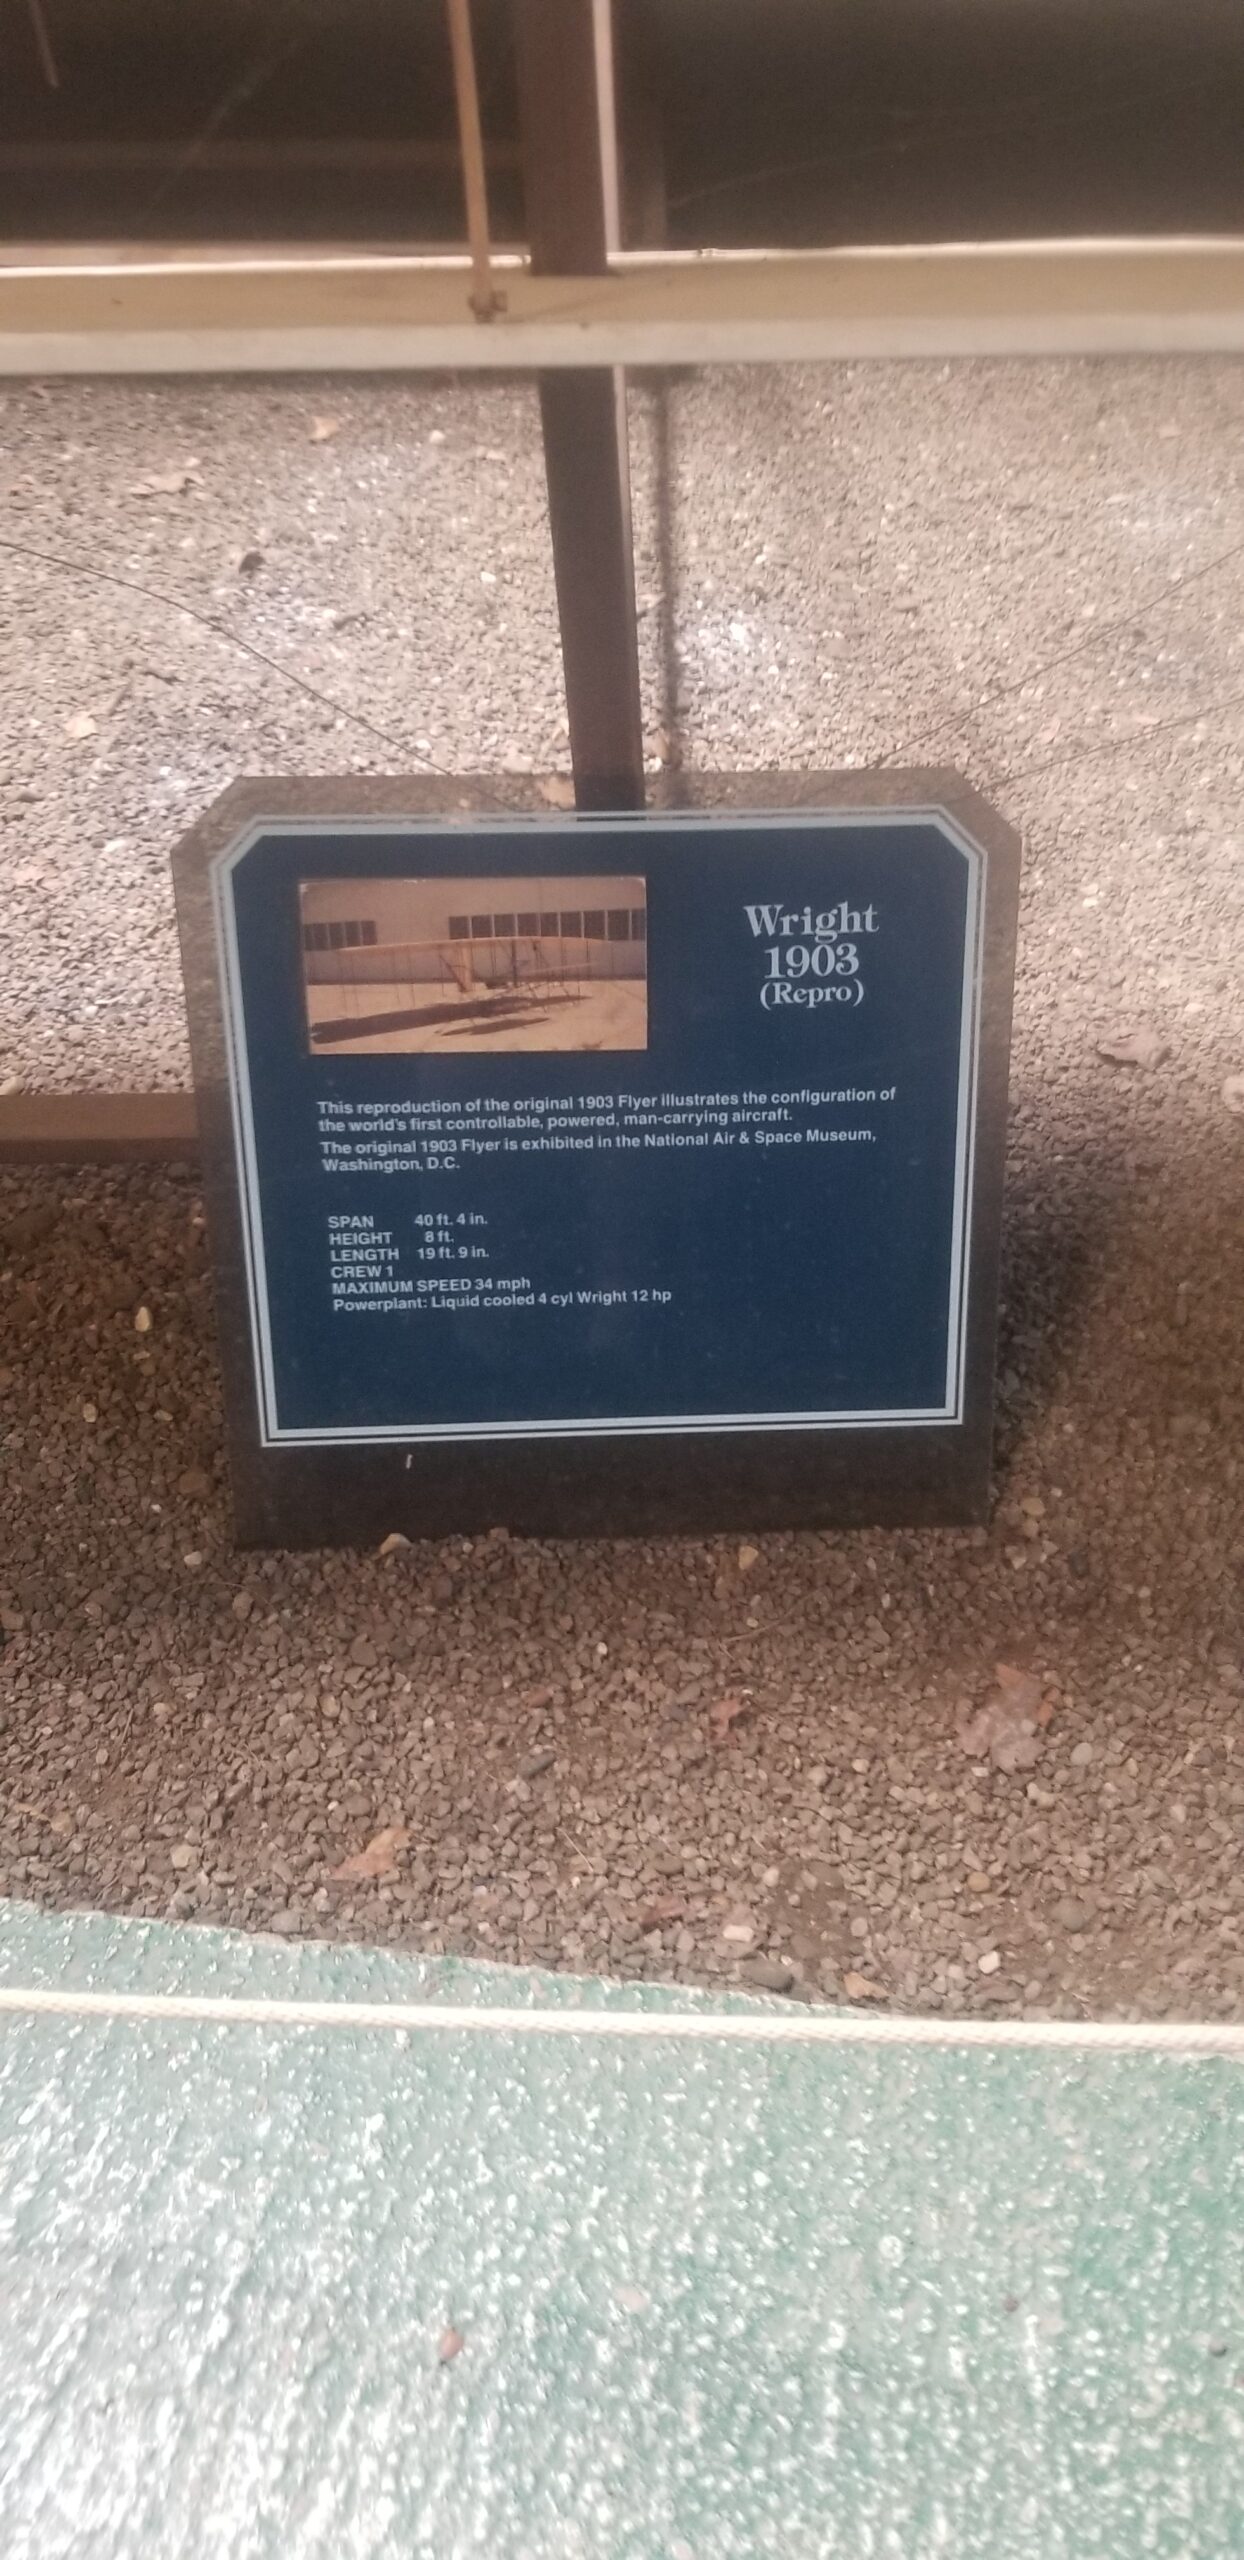 Wright
1903
(Repro)
This reproduction of the original 1903 Flyer illustrates the configuration of
the world's first controllable, powered, man-carrying aircraft.
The original 1903 Flyer is exhibited in the National Air & Space Museum,
Washington, D.C.
SPAN 40 ft. 4 in.
HEIGHT 8 ft.
LENGTH 19 ft. 9 in.
CREW 1
MAXIMUM SPEED 34 mph
Powerplant: Liquid cooled 4 cyl Wright 12 hp